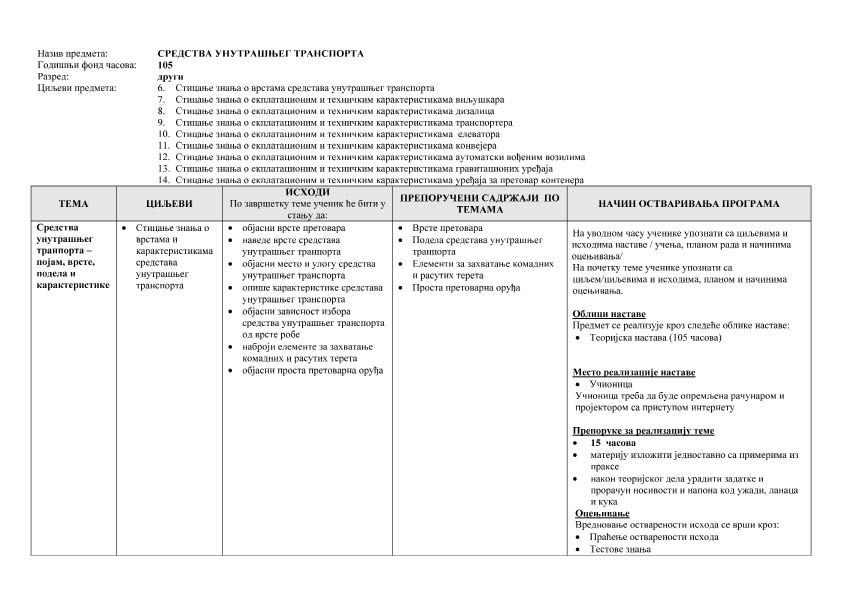 Назив предмета: СРЕДСТВА УНУТРАШЊЕГ ТРАНСПОРТА
Годишњи фонд часова: 105
Разред: други
Циљеви предмета: 6. Стицање знања о врстама средстава унутрашњег транспорта
7. Стицање знања о екплатационим и техничким карактеристикама виљушкара
8. Стицање знања о екплатационим и техничким карактеристикама дизалица
9. Стицање знања о екплатационим и техничким карактеристикама транспортера
10. Стицање знања о екплатационим и техничким карактеристикама елеватора
11. Стицање знања о екплатационим и техничким карактеристикама конвејера
12. Стицање знања о екплатационим и техничким карактеристикама аутоматски вођеним возилима
13. Стицање знања о екплатационим и техничким карактеристикама гравитационих уређаја
14. Стицање знања о екплатационим и техничким карактеристикама уређаја за претовар контенера
ТЕМА
ЦИЉЕВИ
ИСХОДИ
По завршетку теме ученик ће бити у
стању да:
ПРЕПОРУЧЕНИ САДРЖАЈИ ПО
ТЕМАМА
НАЧИН ОСТВАРИВАЊА ПРОГРАМА
Средства
унутрашњег
транпорта –
појам, врсте,
подела и
карактеристике
• Стицање знања о
врстама и
карактеристикама
средстава
унутрашњег
транспорта
• објасни врсте претовара
• наведе врсте средстава
унутрашњег транпорта
• објасни место и улогу средства
унутрашњег транспорта
• опише карактеристике средстава
унутрашњег транспорта
• објасни зависност избора
средстава унутрашњег транспорта
од врсте робе
• наброји елементе за захватање
комадних и расутих терета
• објасни проста претоварна оруђа
• Врсте претовара
• Подела средстава унутрашњег
транпорта
• Елементи за захватање комадних
и расутих терета
• Проста претоварна оруђа
На уводном часу ученике упознати са циљевима и
исходима наставе / учења, планом рада и начинима
оцењивања/
На почетку теме ученике упознати са
циљем/циљевима и исходима, планом и начинима
оцењивања.
Облици наставе
Предмет се реализује кроз следеће облике наставе:
• Теоријска настава (105 часова)
Место реализације наставе
• Учионица
Учионица треба да буде опремљена рачунаром и
пројектором са приступом интернету
Препоруке за реализацију теме
• 15 часова
• материју изложити једноставно са примерима из
праксе
• након теоријског дела урадити задатке и
прорачун носивости и напона код ужади, ланаца
и кука
Оцењивање
Вредновање остварености исхода се врши кроз:
• Праћење остварености исхода
• Тестове знања